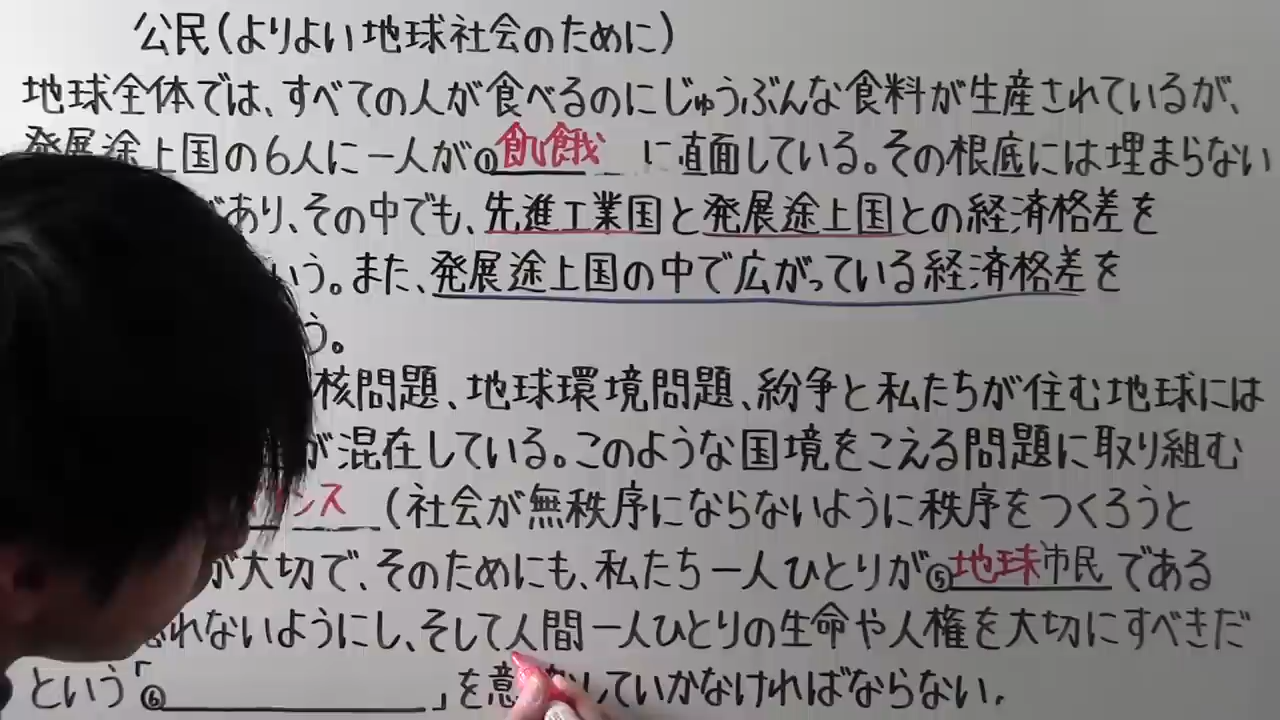 公民(よりよい地球社会のために)
地球全体では、すべての人が食べるのにじゅうぶんな食料が生産されているが、
発展途上国の6人に一人が①飢餓 に直面している。その根底には埋まらない
があり、その中でも、先進工業国と発展途上国との経済格差を
いう。また、発展途上国の中で広がっている経済格差を
う。
核問題、地球環境問題、紛争と私たちが住む地球には
が混在している。このような国境をこえる問題に取り組む
ンス (社会が無秩序にならないように秩序をつくろうと
が大切で、そのためにも、私たち一人ひとりが⑤地球市民である
忘れないようにし、そして人間一人ひとりの生命や人権を大切にすべきだ
という「⑥ 」を意 していかなければならない。